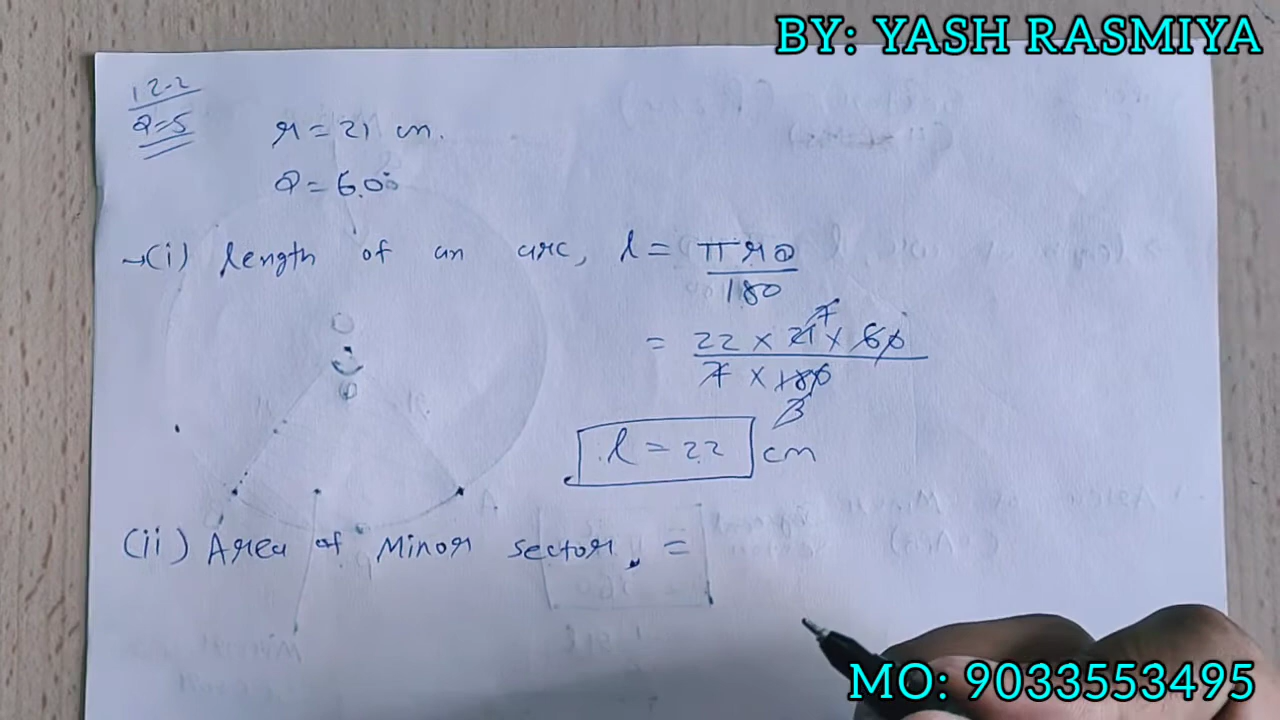 BY: YASH RASMIYA
12.2
Q=5
r = 21 cm.
θ = 60°
→(i) length of an arc, l = πrθ
180
= 22 × 21 × 60
7 × 180
3
l = 22 cm
(ii) Area of Minor sector, =
MO: 9033553495